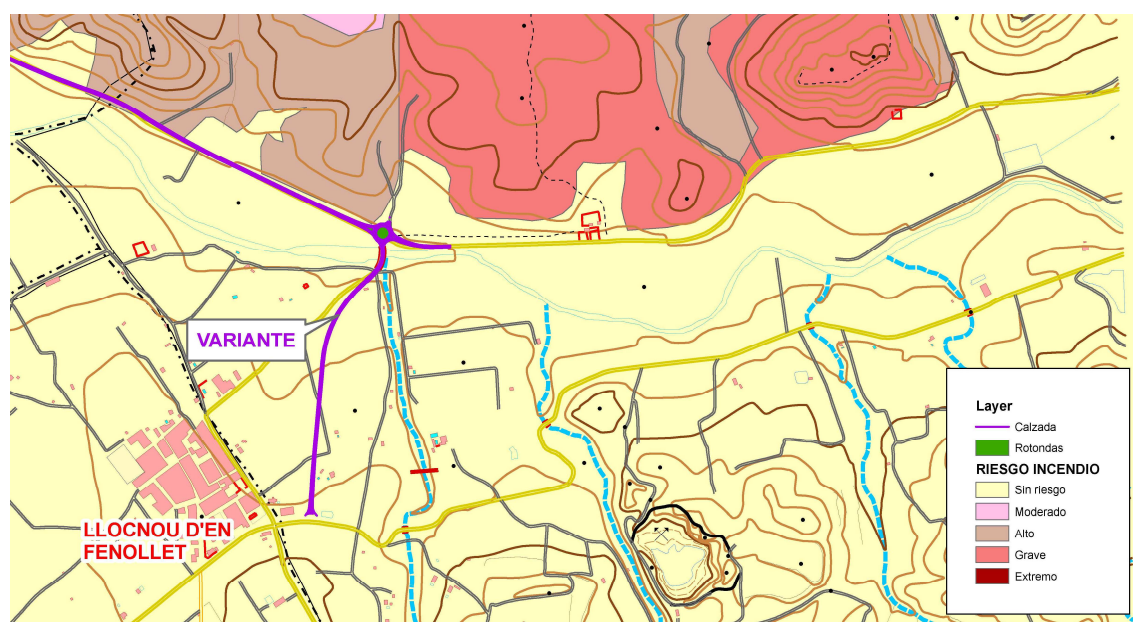 VARIANTE
LLOCNOU D'EN
FENOLLET
Layer
Calzada
Rotondas
RIESGO INCENDIO
Sin riesgo
Moderado
Alto
Grave
Extremo